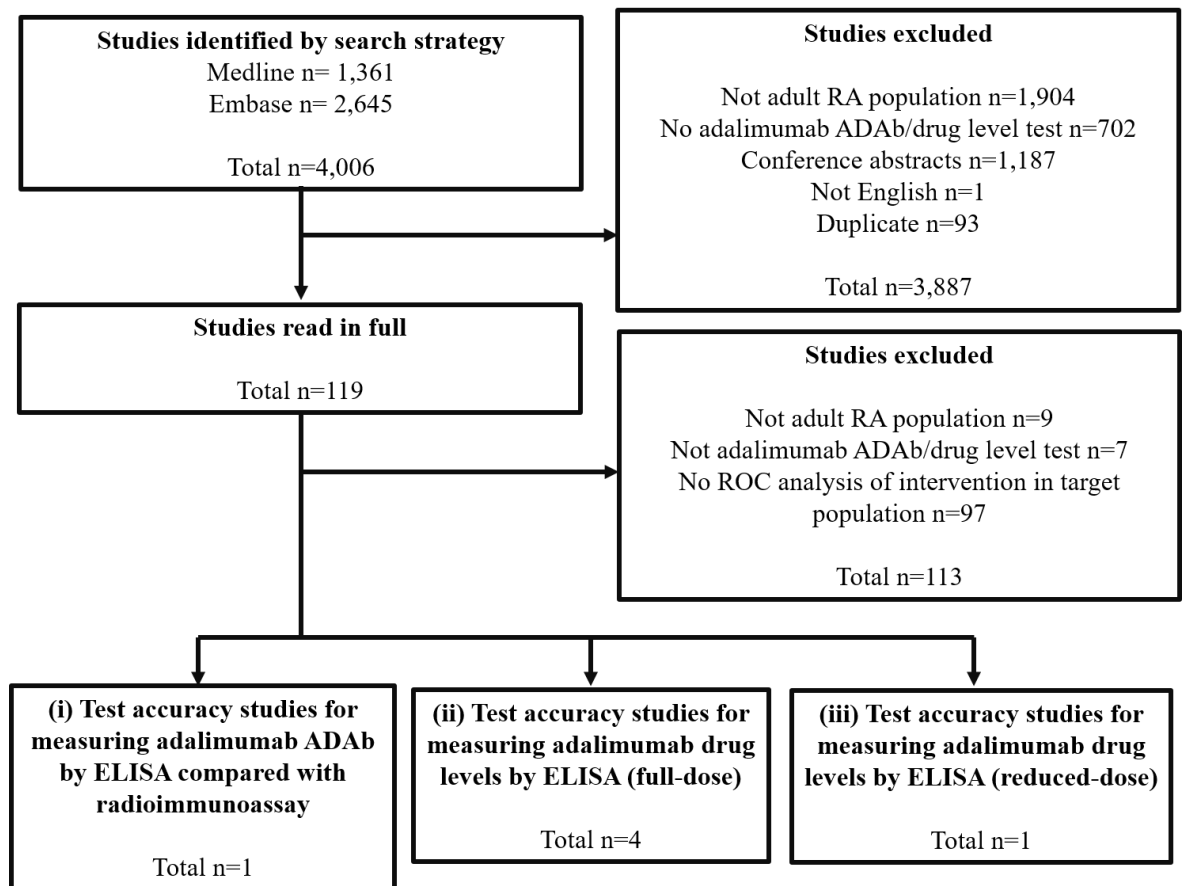 Studies identified by search strategy
Medline n= 1,361
Embase n= 2,645
Total n=4,006
Studies excluded
Not adult RA population n=1,904
No adalimumab ADAb/drug level test n=702
Conference abstracts n=1,187
Not English n=1
Duplicate n=93
Total n=3,887
Studies read in full
Total n=119
Studies excluded
Not adult RA population n=9
Not adalimumab ADAb/drug level test n=7
No ROC analysis of intervention in target
population n=97
Total n=113
(i) Test accuracy studies for
measuring adalimumab ADAb
by ELISA compared with
radioimmunoassay
Total n=1
(ii) Test accuracy studies for
measuring adalimumab drug
levels by ELISA (full-dose)
Total n=4
(iii) Test accuracy studies for
measuring adalimumab drug
levels by ELISA (reduced-dose)
Total n=1